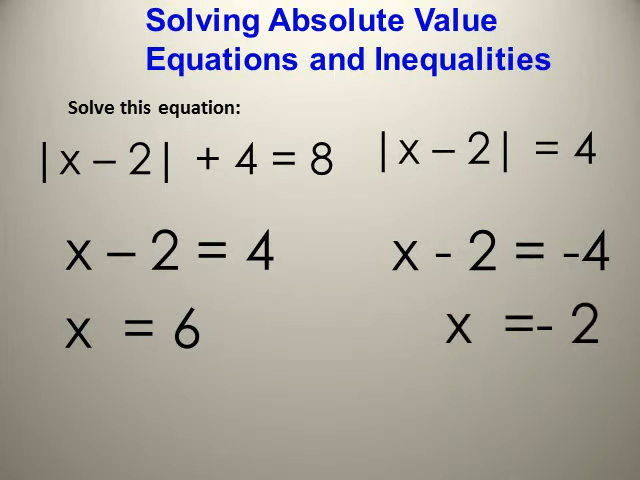 Solving Absolute Value
Equations and Inequalities
Solve this equation:
|x – 2| + 4 = 8
|x – 2| = 4
x – 2 = 4
x - 2 = -4
x = 6
x =- 2